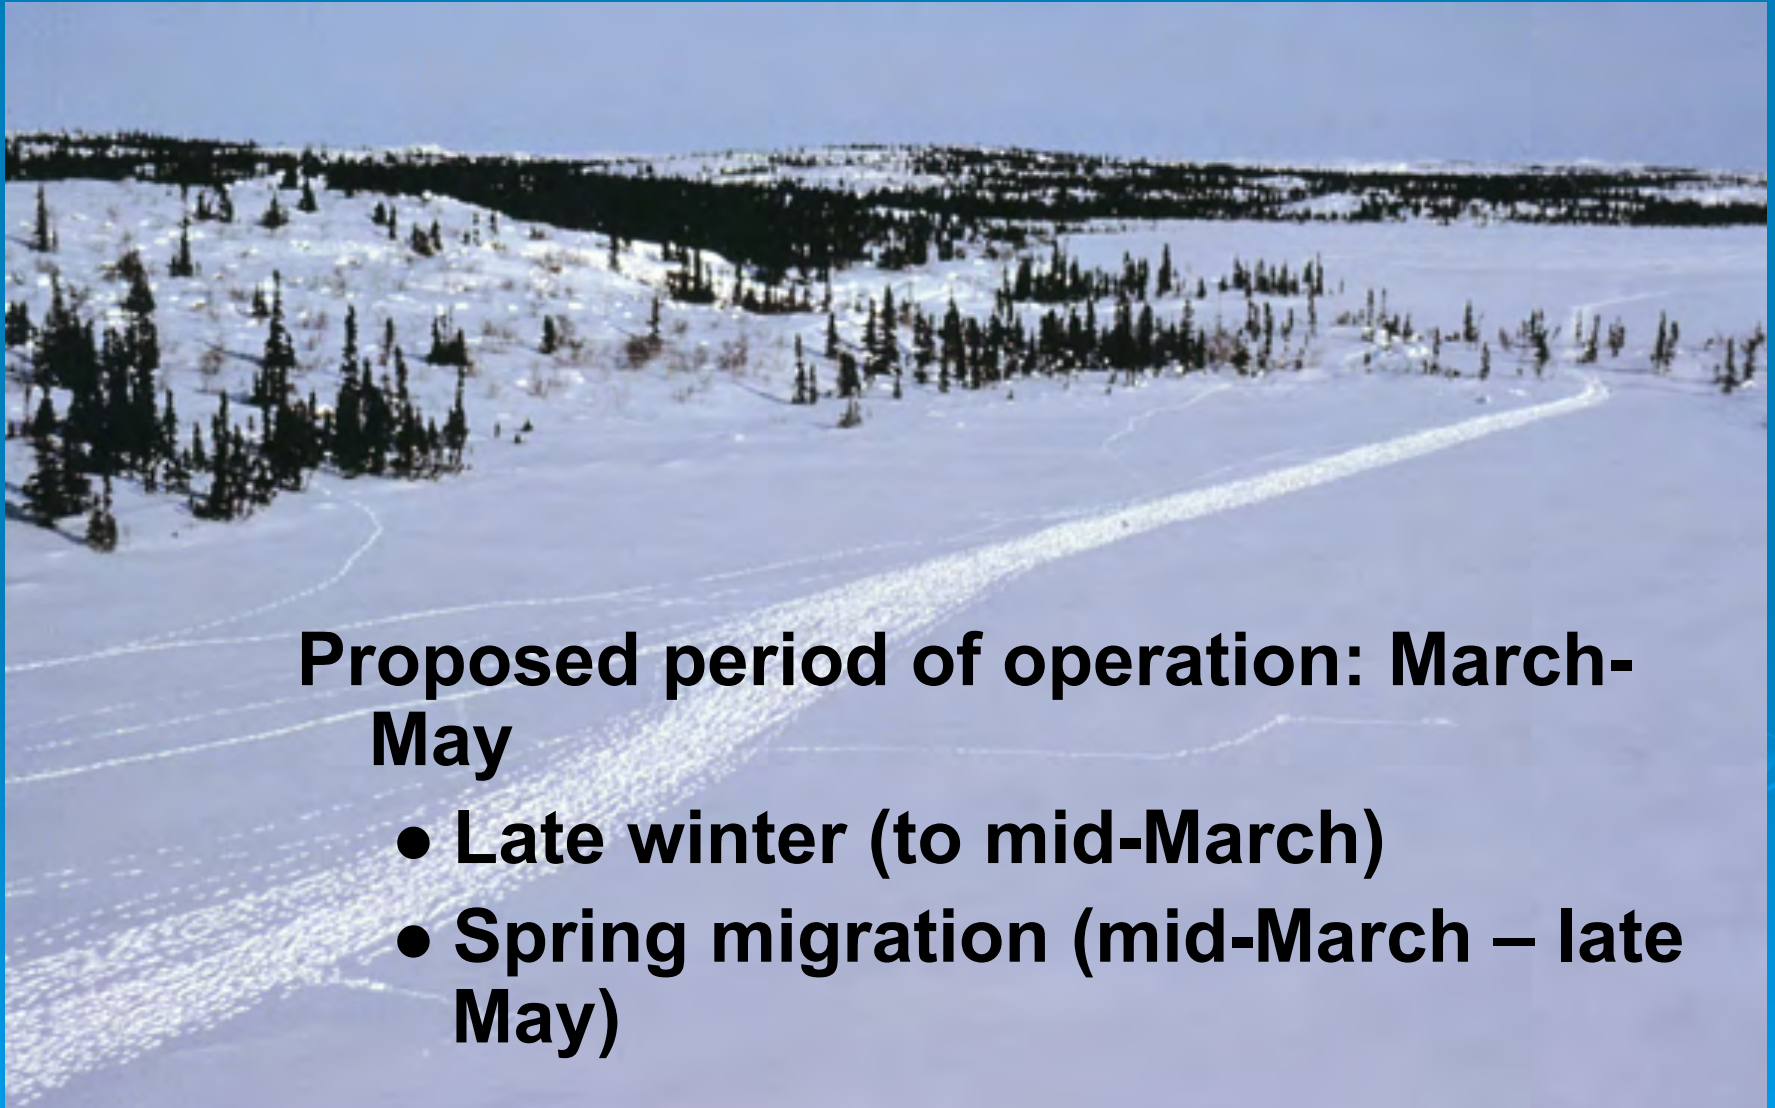 Proposed period of operation: March-
May
● Late winter (to mid-March)
● Spring migration (mid-March – late
May)